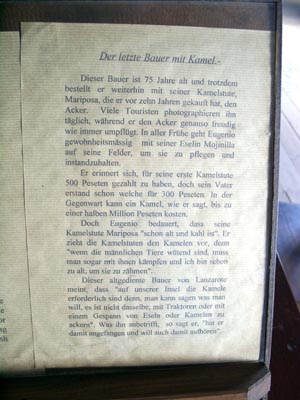 Der letzte Bauer mit Kamel.-
Dieser Bauer ist 75 Jahre alt und trotzdem
bestellt er weiterhin mit seiner Kamelstute,
Mariposa, die er vor zehn Jahren gekauft hat, den
Acker. Viele Touristen photographieren ihn
täglich, während er den Acker genauso freudig
wie immer umpflügt. In aller Frühe geht Eugenio
gewohnheitsmässig mit seiner Eselin Mojinilla
auf seine Felder, um sie zu pflegen und
instandzuhalten.
Er erinnert sich, für seine erste Kamelstute
500 Peseten gezahlt zu haben, doch sein Vater
erstand schon welche für 300 Peseten. In der
Gegenwart kann ein Kamel, wie er sagt, bis zu
einer halben Million Peseten kosten.
Doch Eugenio bedauert, dass seine
Kamelstute Mariposa "schon alt und kahl ist". Er
zieht die Kamelstuten den Kamelen vor, denn
"wenn die männlichen Tiere wütend sind, muss
man sogar mit ihnen kämpfen und ich bin schon
zu alt, um sie zu zähmen".
Dieser altgediente Bauer von Lanzarote
meint, dass "auf unserer Insel die Kamele
erforderlich sind denn, man kann sagen was man
will, es ist nicht dasselbe, mit Traktoren oder mit
einem Gespann von Eseln oder Kamelen zu
ackern". Was ihn anbetrifft, so sagt er, "hat er
damit angefangen und will auch damit aufhören".